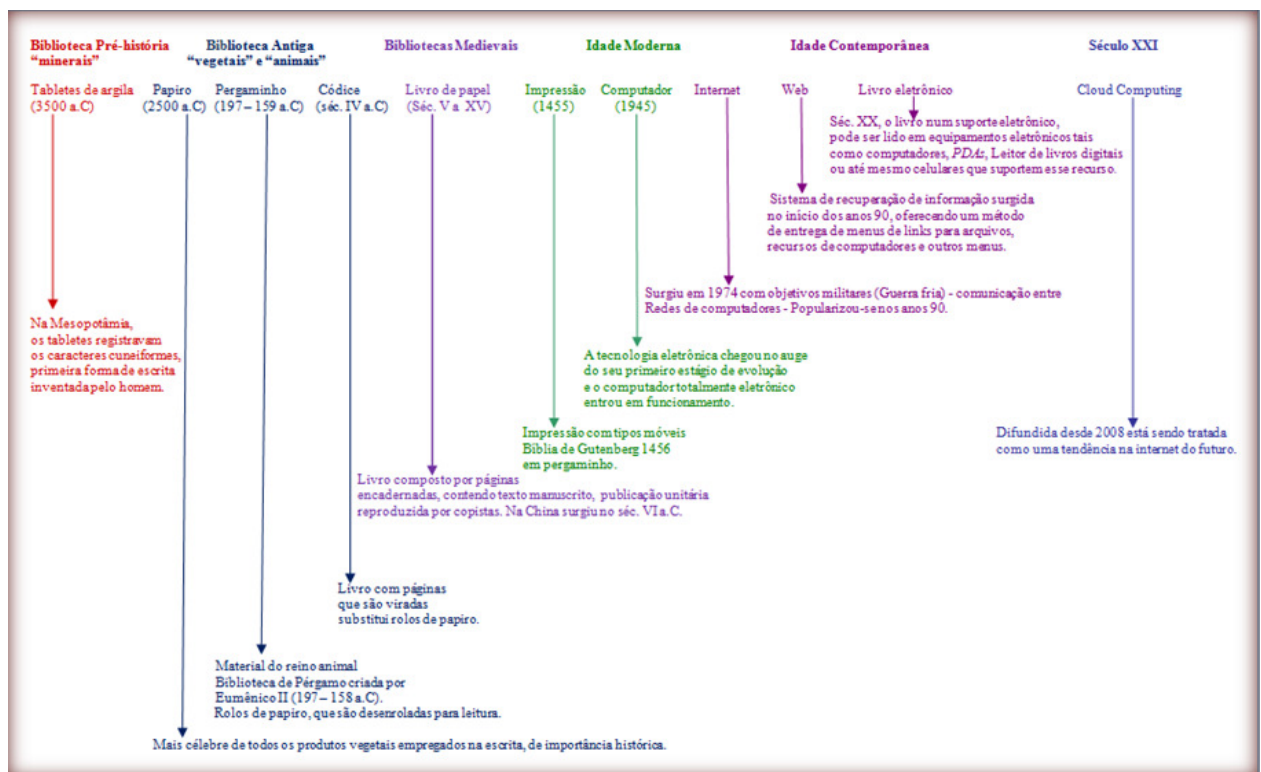 Biblioteca Pré-história
“minerais”
Biblioteca Antiga
“vegetais” e “animais”
Bibliotecas Medievais
Idade Moderna
Idade Contemporânea
Século XXI
Tabletes de argila
(3500 a.C)
Papiro
(2500 a.C)
Pergaminho
(197 – 159 a.C)
Códice
(séc. IV a.C)
Livro de papel
(Séc. V a XV)
Impressão
(1455)
Computador
(1945)
Internet
Web
Livro eletrônico
Cloud Computing
Séc. XX, o livro num suporte eletrônico,
pode ser lido em equipamentos eletrônicos tais
como computadores, PDAs, Leitor de livros digitais
ou até mesmo celulares que suportem esse recurso.
Sistema de recuperação de informação surgida
no início dos anos 90, oferecendo um método
de entrega de menus de links para arquivos,
recursos de computadores e outros menus.
Surgiu em 1974 com objetivos militares (Guerra fria) - comunicação entre
Redes de computadores - Popularizou-se nos anos 90.
Na Mesopotâmia,
os tabletes registravam
os caracteres cuneiformes,
primeira forma de escrita
inventada pelo homem.
A tecnologia eletrônica chegou no auge
do seu primeiro estágio de evolução
e o computador totalmente eletrônico
entrou em funcionamento.
Impressão com tipos móveis
Bíblia de Gutenberg 1456
em pergaminho.
Difundida desde 2008 está sendo tratada
como uma tendência na internet do futuro.
Livro composto por páginas
encadernadas, contendo texto manuscrito, publicação unitária
reproduzida por copistas. Na China surgiu no séc. VI a.C.
Livro com páginas
que são viradas
substitui rolos de papiro.
Material do reino animal
Biblioteca de Pérgamo criada por
Eumênico II (197 – 158 a.C).
Rolos de papiro, que são desenroladas para leitura.
Mais célebre de todos os produtos vegetais empregados na escrita, de importância histórica.